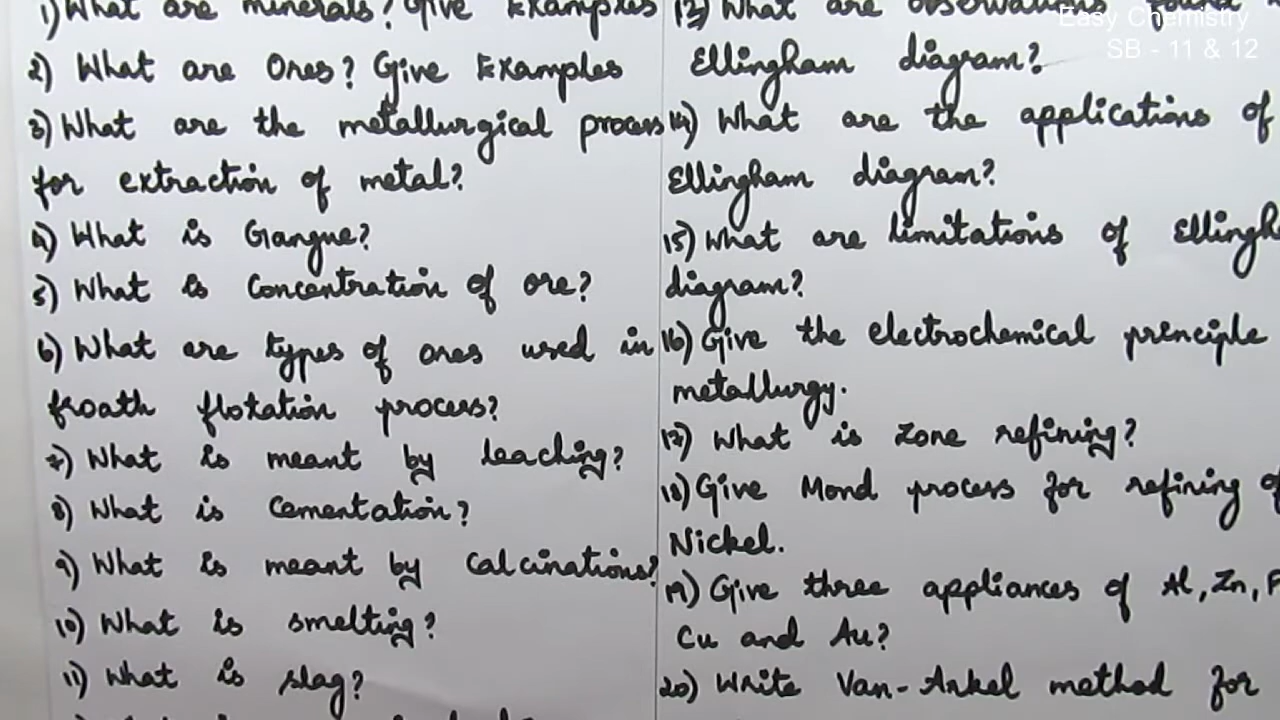 1) What are minerals? Give Examples
2) What are Ores? Give Examples
3) What are the metallurgical process
for extraction of metal?
4) What is Gangue?
5) What is Concentration of ore?
6) What are types of ores used in
froath flotation process?
7) What is meant by leaching?
8) What is Cementation?
9) What is meant by calcinations?
10) What is smelting?
11) What is slag?
13) What are observations found
Ellingham diagram?
14) What are the applications of
Ellingham diagram?
15) What are limitations of Ellingh
diagram?
16) Give the electrochemical principle
metallurgy.
17) What is zone refining?
18) Give Mond process for refining of
Nickel.
19) Give three appliances of Al, Zn, F
Cu and Au?
20) Write Van-Arkel method for
Easy Chemistry
SB - 11 & 12